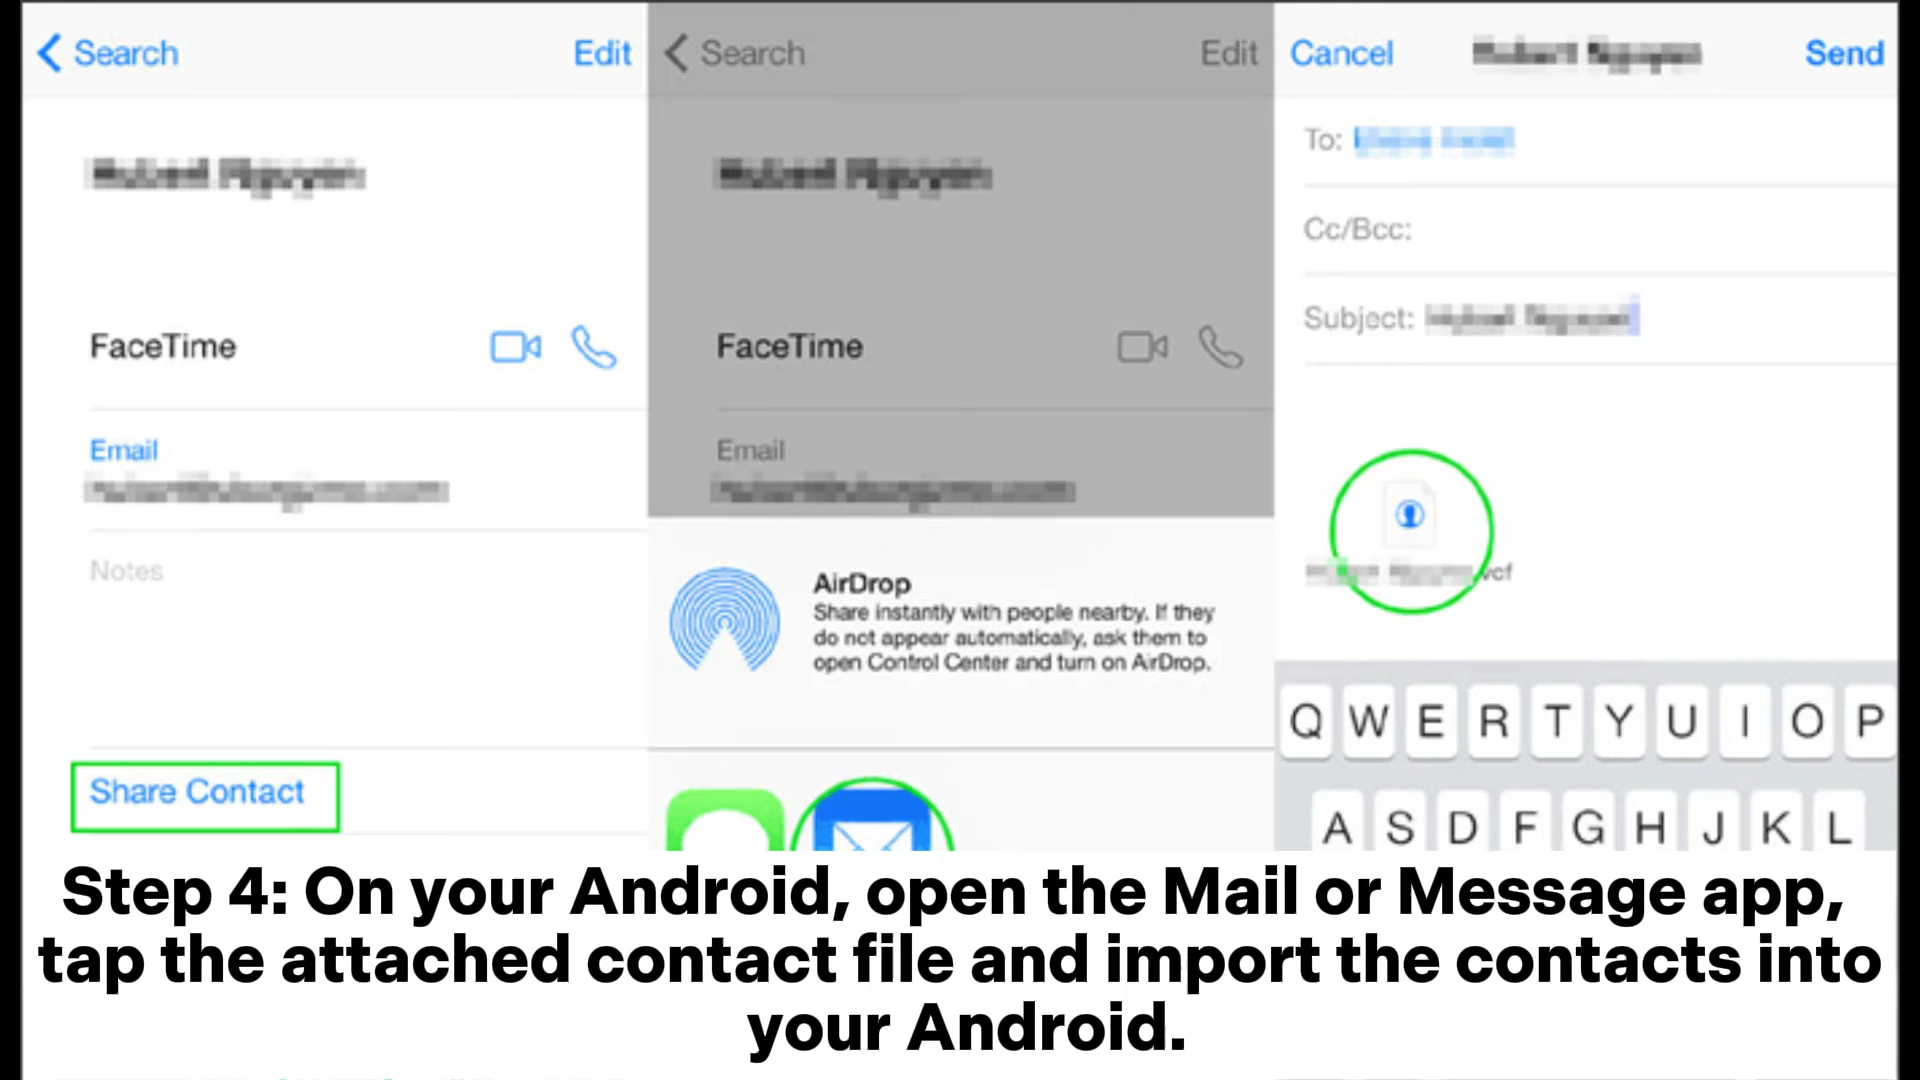 Search
Edit
FaceTime
Email
Notes
Share Contact
Search
Edit
FaceTime
Email
AirDrop
Share instantly with people nearby. If they
do not appear automatically, ask them to
open Control Center and turn on AirDrop.
Cancel
Send
To:
Cc/Bcc:
Subject:
.vcf
Q W E R T Y U I O P
A S D F G H J K L
Step 4: On your Android, open the Mail or Message app,
tap the attached contact file and import the contacts into
your Android.